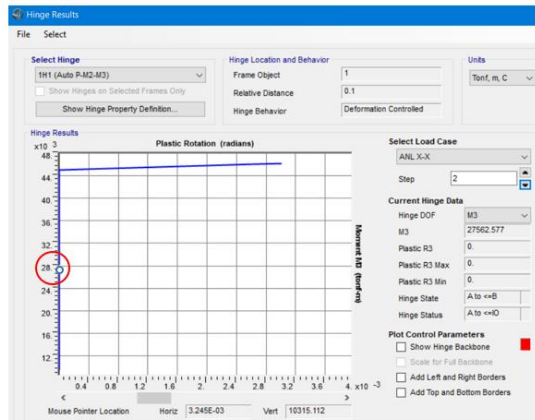 Hinge Results
File Select
Select Hinge
1H1 (Auto P-M2-M3)
Show Hinges on Selected Frames Only
Show Hinge Property Definition...
Hinge Location and Behavior
Frame Object 1
Relative Distance 0.1
Hinge Behavior Deformation Controlled
Units
Tonf, m, C
Hinge Results
x10 3
Plastic Rotation (radians)
48.
44.
40.
36.
32.
28.
24.
20.
16.
12.
Moment M3 (tonf-m)
0.4 0.8 1.2 1.6 2. 2.4 2.8 3.2 3.6 4. x10 -3
< >
Mouse Pointer Location Horiz 3.245E-03 Vert 10315.112
Select Load Case
ANL X-X
Step 2
Current Hinge Data
Hinge DOF M3
M3 27562.577
Plastic R3 0.
Plastic R3 Max 0.
Plastic R3 Min 0.
Hinge State A to <=B
Hinge Status A to <=IO
Plot Control Parameters
Show Hinge Backbone
Scale for Full Backbone
Add Left and Right Borders
Add Top and Bottom Borders